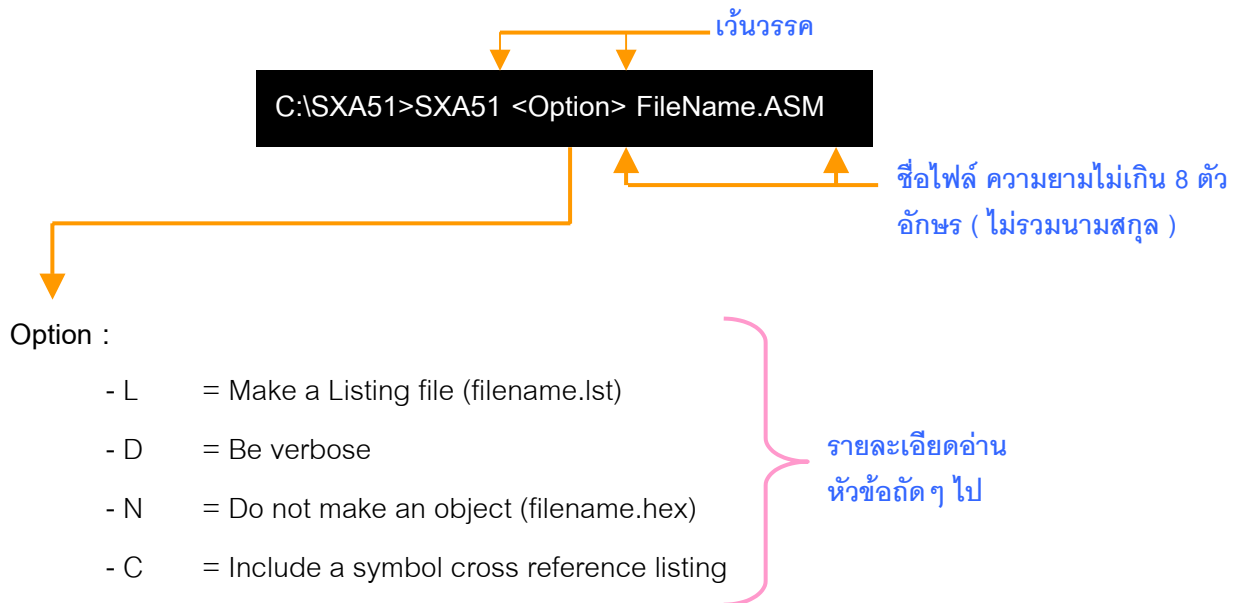 เว้นวรรค
C:\SXA51>SXA51 <Option> FileName.ASM
ชื่อไฟล์ ความยามไม่เกิน 8 ตัว
อักษร ( ไม่รวมนามสกุล )
Option :
- L = Make a Listing file (filename.lst)
- D = Be verbose
- N = Do not make an object (filename.hex)
- C = Include a symbol cross reference listing
รายละเอียดอ่าน
หัวข้อถัดๆ ไป